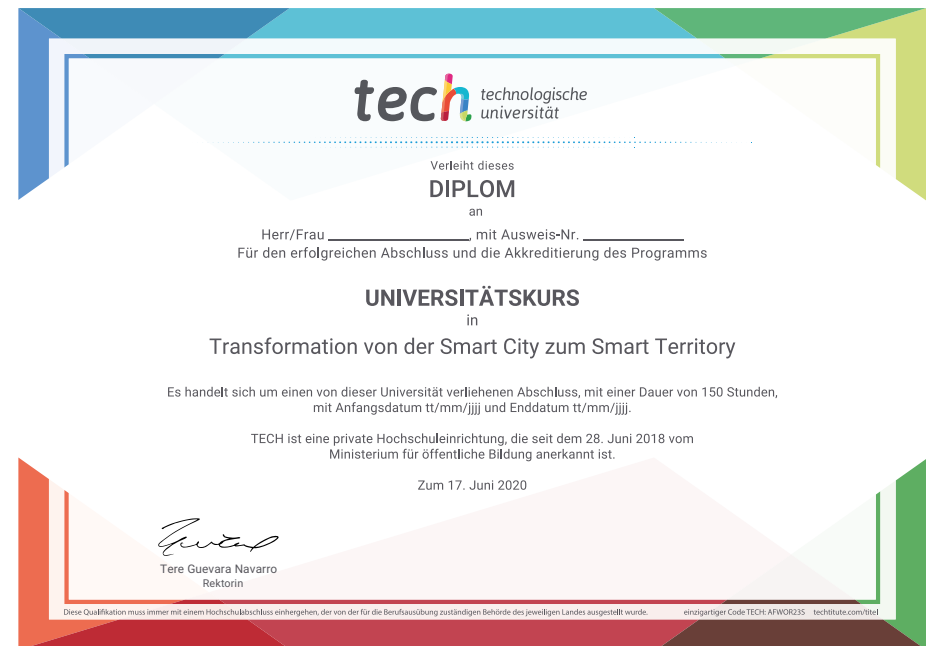 tech technologische
universität
Verleiht dieses
DIPLOM
an
Herr/Frau ____________________, mit Ausweis-Nr. ______________
Für den erfolgreichen Abschluss und die Akkreditierung des Programms
UNIVERSITÄTSKURS
in
Transformation von der Smart City zum Smart Territory
Es handelt sich um einen von dieser Universität verliehenen Abschluss, mit einer Dauer von 150 Stunden,
mit Anfangsdatum tt/mm/jjjj und Enddatum tt/mm/jjjj.
TECH ist eine private Hochschuleinrichtung, die seit dem 28. Juni 2018 vom
Ministerium für öffentliche Bildung anerkannt ist.
Zum 17. Juni 2020
Tere Guevara Navarro
Rektorin
Diese Qualifikation muss immer mit einem Hochschulabschluss einhergehen, der von der für die Berufsausübung zuständigen Behörde des jeweiligen Landes ausgestellt wurde. einzigartiger Code TECH: AFWOR23S techtitute.com/titel